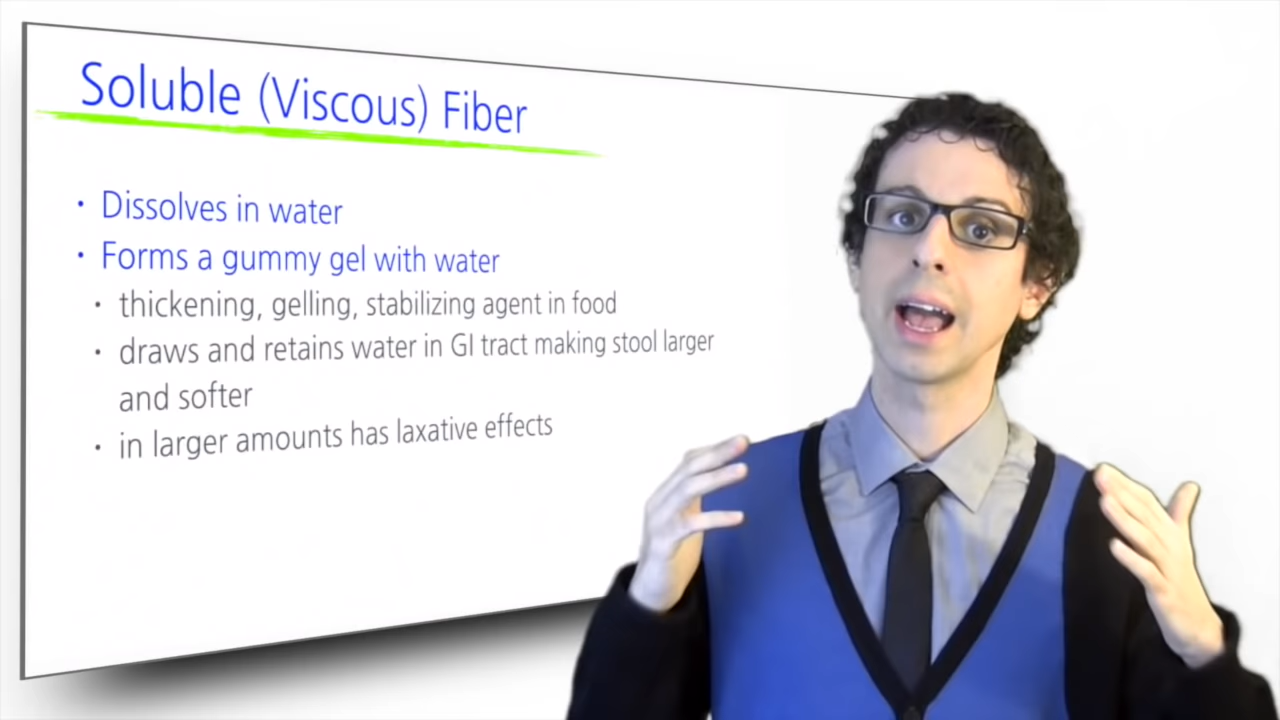 Soluble (Viscous) Fiber
• Dissolves in water
• Forms a gummy gel with water
• thickening, gelling, stabilizing agent in food
• draws and retains water in GI tract making stool larger
and softer
• in larger amounts has laxative effects